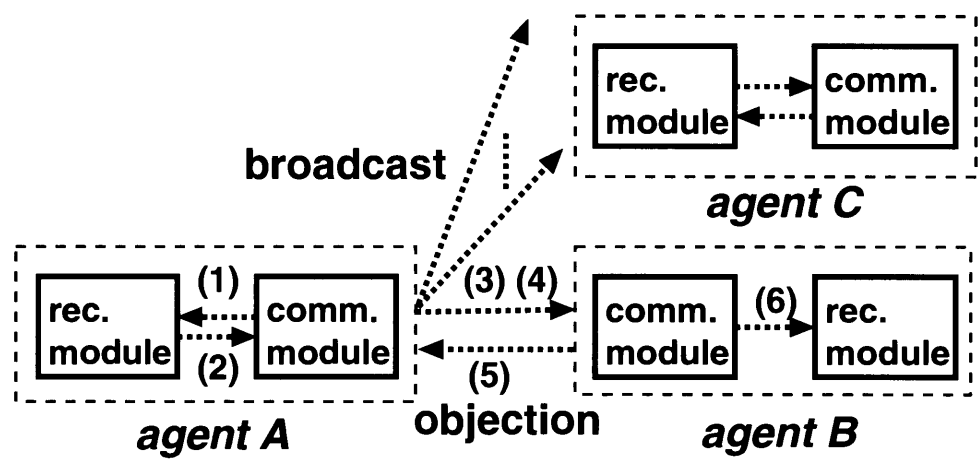 rec.
module
comm.
module
agent C
broadcast
rec.
module
(1)
(2)
comm.
module
agent A
(3) (4)
(5)
objection
comm.
module
(6)
rec.
module
agent B